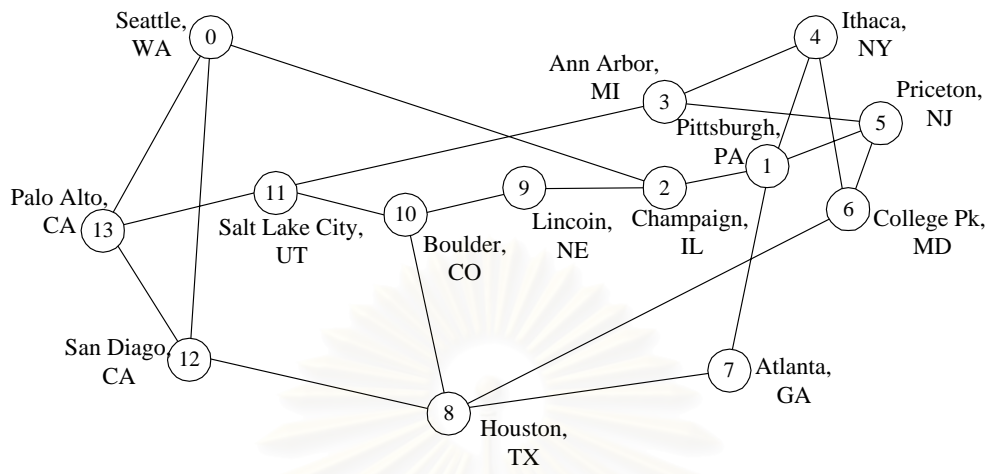 Seattle,
WA
0
Ithaca,
NY
4
Ann Arbor,
MI
3
Priceton,
NJ
5
Pittsburgh,
PA
1
Palo Alto,
CA
13
11
Salt Lake City,
UT
10
Boulder,
CO
9
Lincoin,
NE
2
Champaign,
IL
6
College Pk,
MD
San Diago,
CA
12
8
Houston,
TX
7
Atlanta,
GA